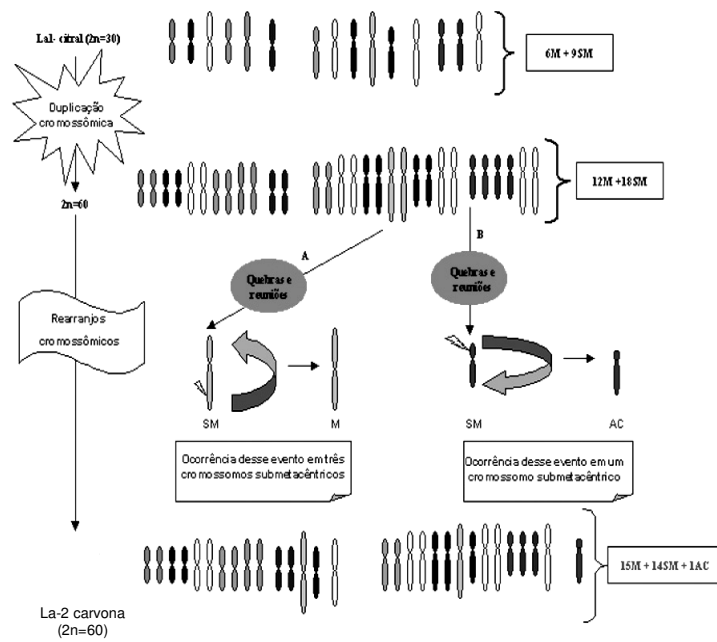 La1- citral (2n=30)
6M + 9SM
Duplicação
cromossômica
2n=60
12M +18SM
A
B
Quebras e
reuniões
Quebras e
reuniões
Rearranjos
cromossômicos
SM
M
SM
AC
Ocorrência desse evento em três
cromossomos submetacêntricos
Ocorrência desse evento em um
cromossomo submetacêntrico
15M + 14SM + 1AC
La-2 carvona
(2n=60)